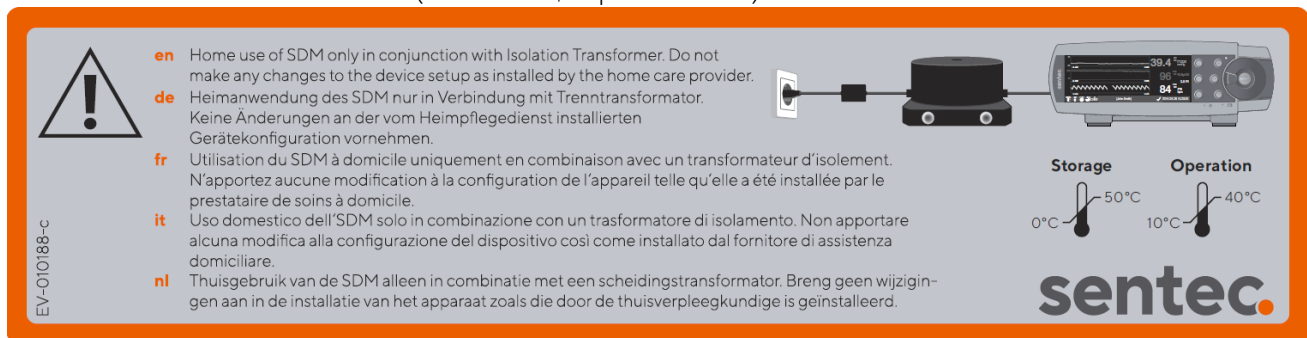 en Home use of SDM only in conjunction with Isolation Transformer. Do not
make any changes to the device setup as installed by the home care provider.
de Heimanwendung des SDM nur in Verbindung mit Trenntransformator.
Keine Änderungen an der vom Heimpflegedienst installierten
Gerätekonfiguration vornehmen.
fr Utilisation du SDM à domicile uniquement en combinaison avec un transformateur d'isolement.
N'apportez aucune modification à la configuration de l'appareil telle qu'elle a été installée par le
prestataire de soins à domicile.
it Uso domestico dell'SDM solo in combinazione con un trasformatore di isolamento. Non apportare
alcuna modifica alla configurazione del dispositivo così come installato dal fornitore di assistenza
domiciliare.
nl Thuisgebruik van de SDM alleen in combinatie met een scheidingstransformator. Breng geen wijzigin-
gen aan in de installatie van het apparaat zoals die door de thuisverpleegkundige is geïnstalleerd.
EV-010188-c
sentec
39.4
96
84
Storage
50°C
0°C
Operation
40°C
10°C
sentec.